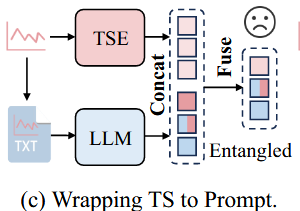 TSE
Concat
Fuse
TXT
LLM
Entangled
(c) Wrapping TS to Prompt.